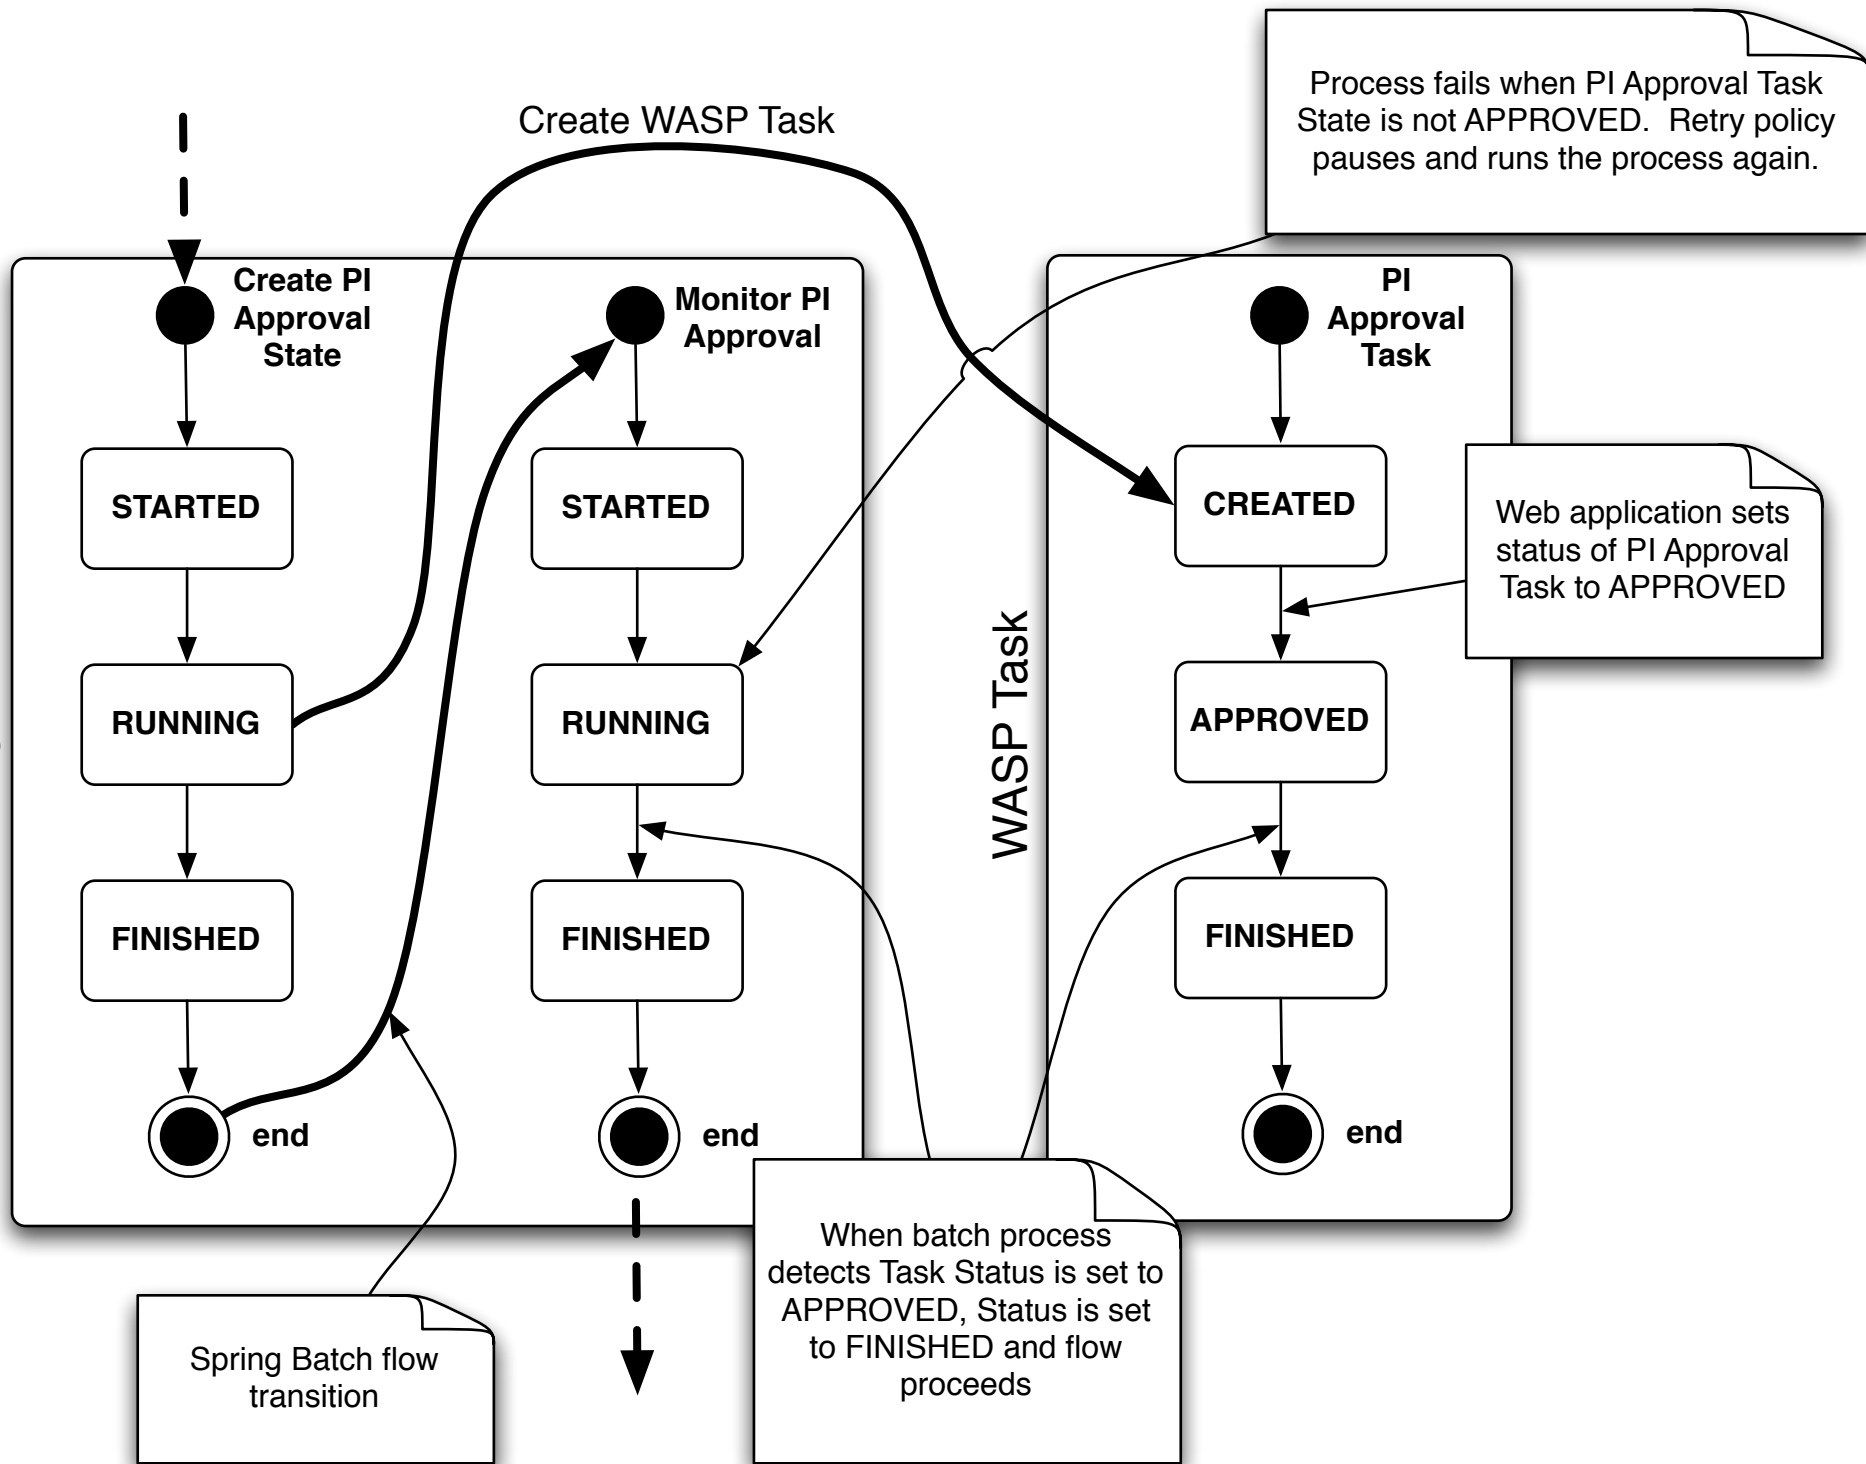 Process fails when PI Approval Task
State is not APPROVED.  Retry policy
pauses and runs the process again.
Create WASP Task
Create PI
Approval
State
Monitor PI
Approval
PI
Approval
Task
STARTED
STARTED
CREATED
Web application sets
status of PI Approval
Task to APPROVED
RUNNING
RUNNING
WASP Task
APPROVED
FINISHED
FINISHED
FINISHED
end
end
end
When batch process
detects Task Status is set to
APPROVED, Status is set
to FINISHED and flow
proceeds
Spring Batch flow
transition